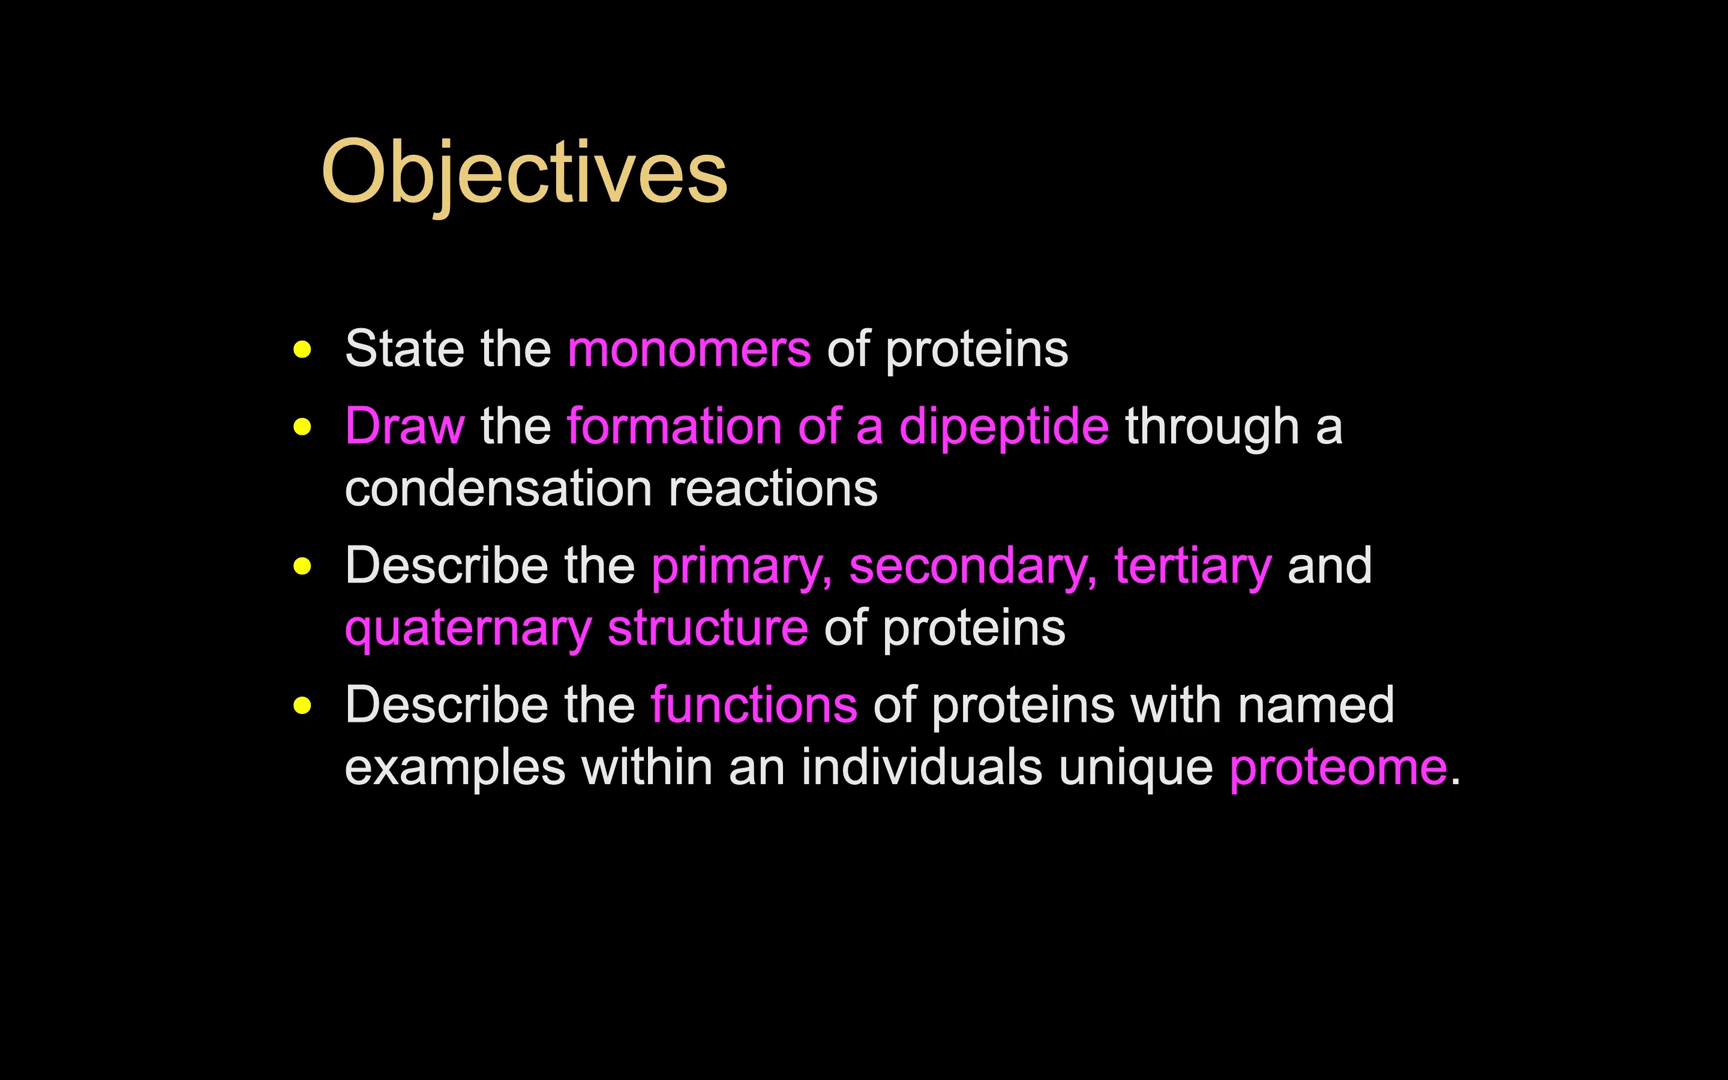 Objectives
• State the monomers of proteins
• Draw the formation of a dipeptide through a
condensation reactions
• Describe the primary, secondary, tertiary and
quaternary structure of proteins
• Describe the functions of proteins with named
examples within an individuals unique proteome.